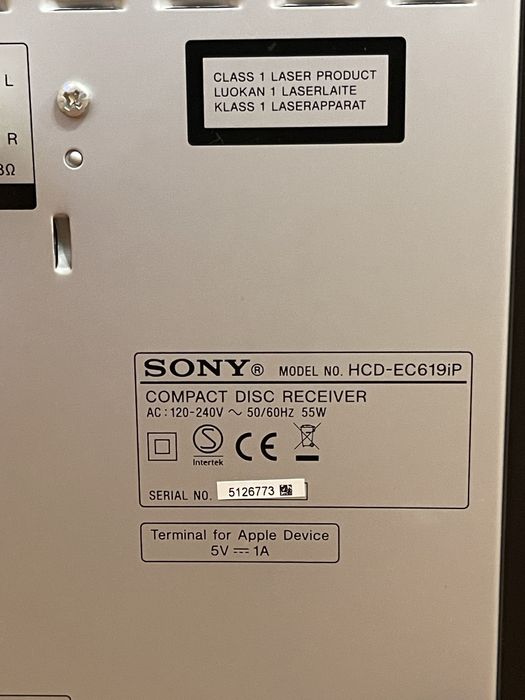 L
R
CLASS 1 LASER PRODUCT
LUOKAN 1 LASERLAITE
KLASS 1 LASERAPPARAT
SONY® MODEL NO. HCD-EC619iP
COMPACT DISC RECEIVER
AC:120-240V ~ 50/60Hz 55W
S
Intertek
CE
SERIAL NO. 5126773
Terminal for Apple Device
5V ⎓ 1A